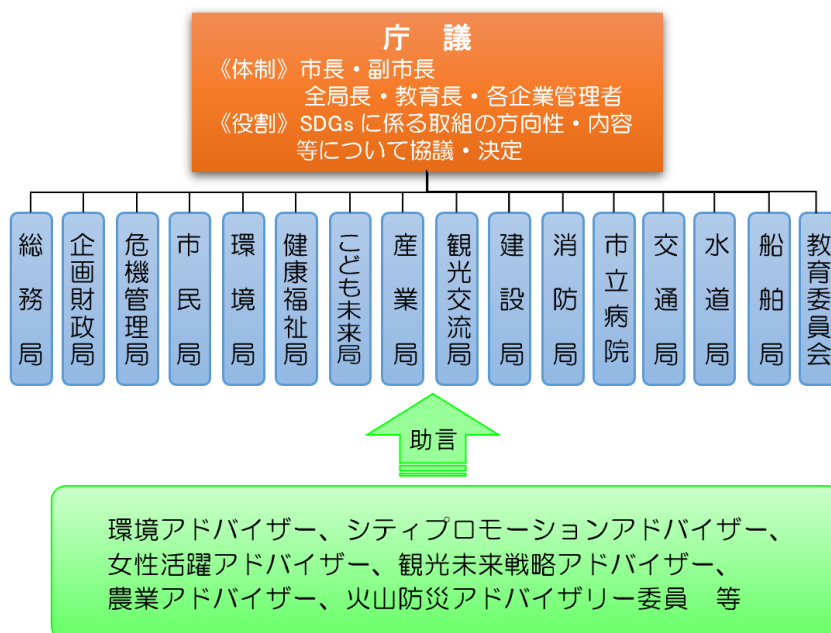 庁　議
《体制》市長・副市長
全局長・教育長・各企業管理者
《役割》SDGs に係る取組の方向性・内容
等について協議・決定
総務局
企画財政局
危機管理局
市民局
環境局
健康福祉局
こども未来局
産業局
観光交流局
建設局
消防局
市立病院
交通局
水道局
船舶局
教育委員会
助言
環境アドバイザー、シティプロモーションアドバイザー、
女性活躍アドバイザー、観光未来戦略アドバイザー、
農業アドバイザー、火山防災アドバイザリー委員　等